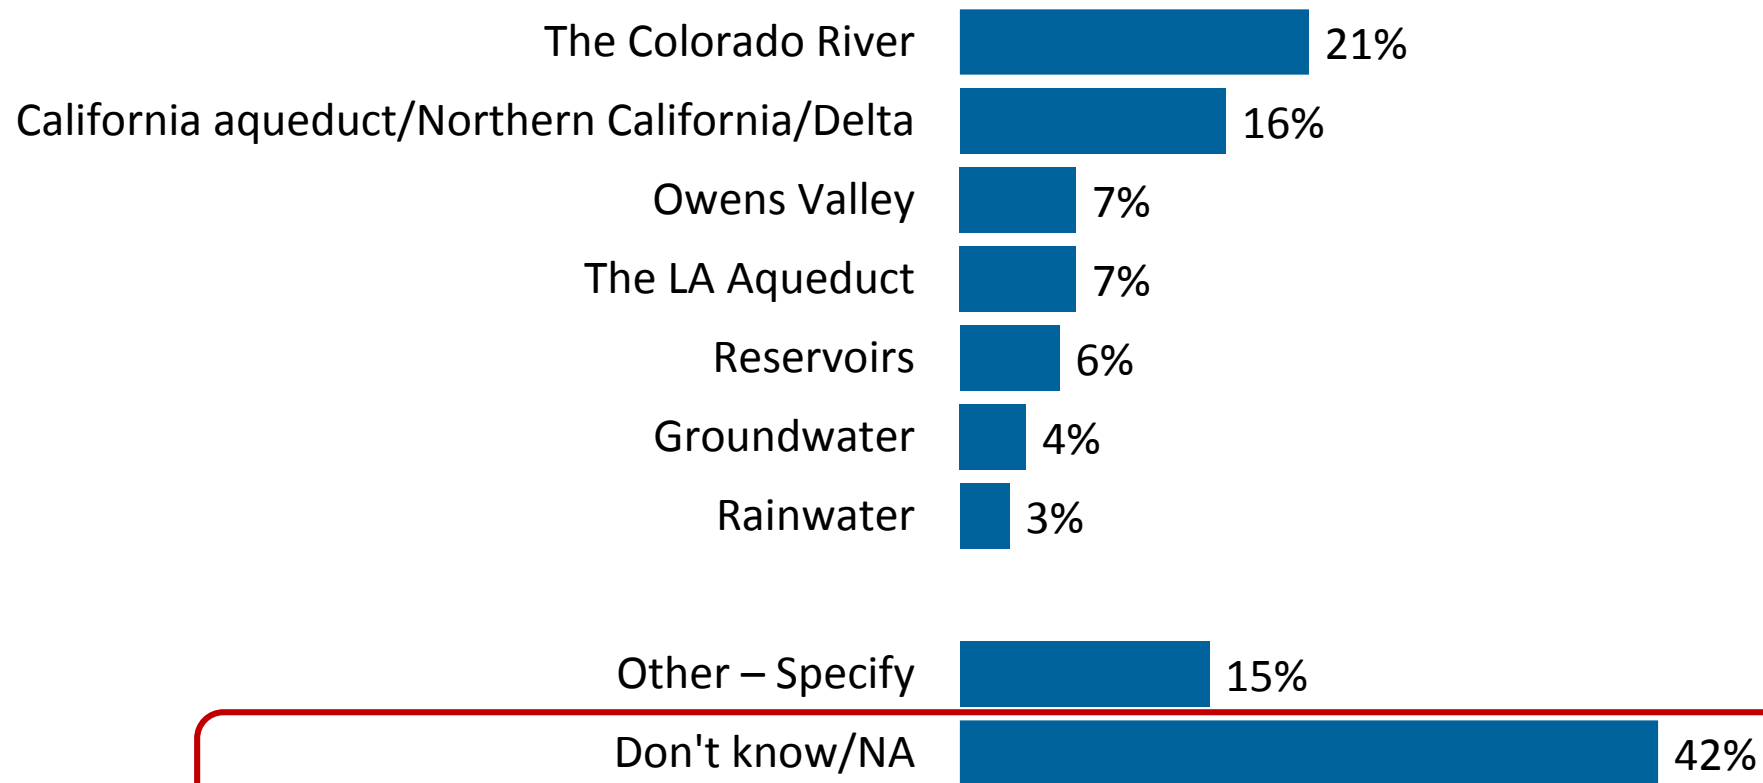 The Colorado River 21%
California aqueduct/Northern California/Delta 16%
Owens Valley 7%
The LA Aqueduct 7%
Reservoirs 6%
Groundwater 4%
Rainwater 3%
Other – Specify 15%
Don't know/NA 42%